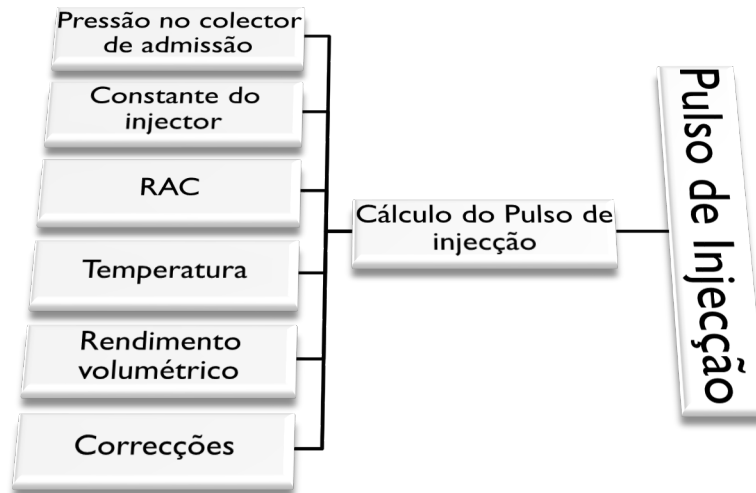 Pressão no colector
de admissão
Constante do
injector
RAC
Temperatura
Rendimento
volumétrico
Correcções
Cálculo do Pulso de
injecção
Pulso de Injecção